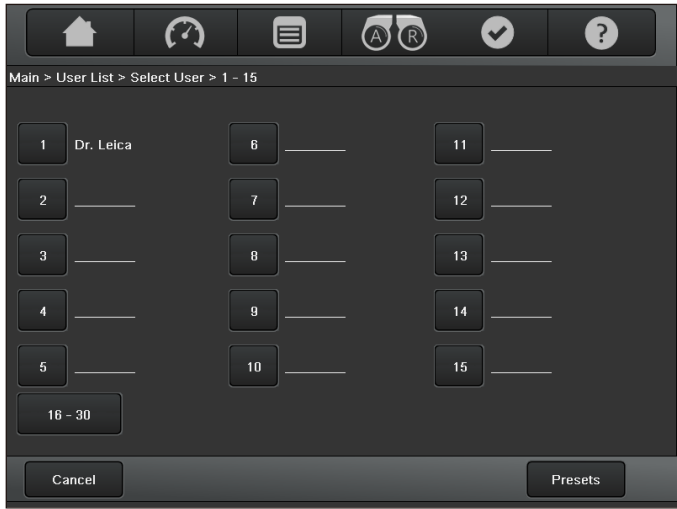 A R ?
Main > User List > Select User > 1 - 15
1 Dr. Leica 6 11
2 7 12
3 8 13
4 9 14
5 10 15
16 - 30
Cancel Presets